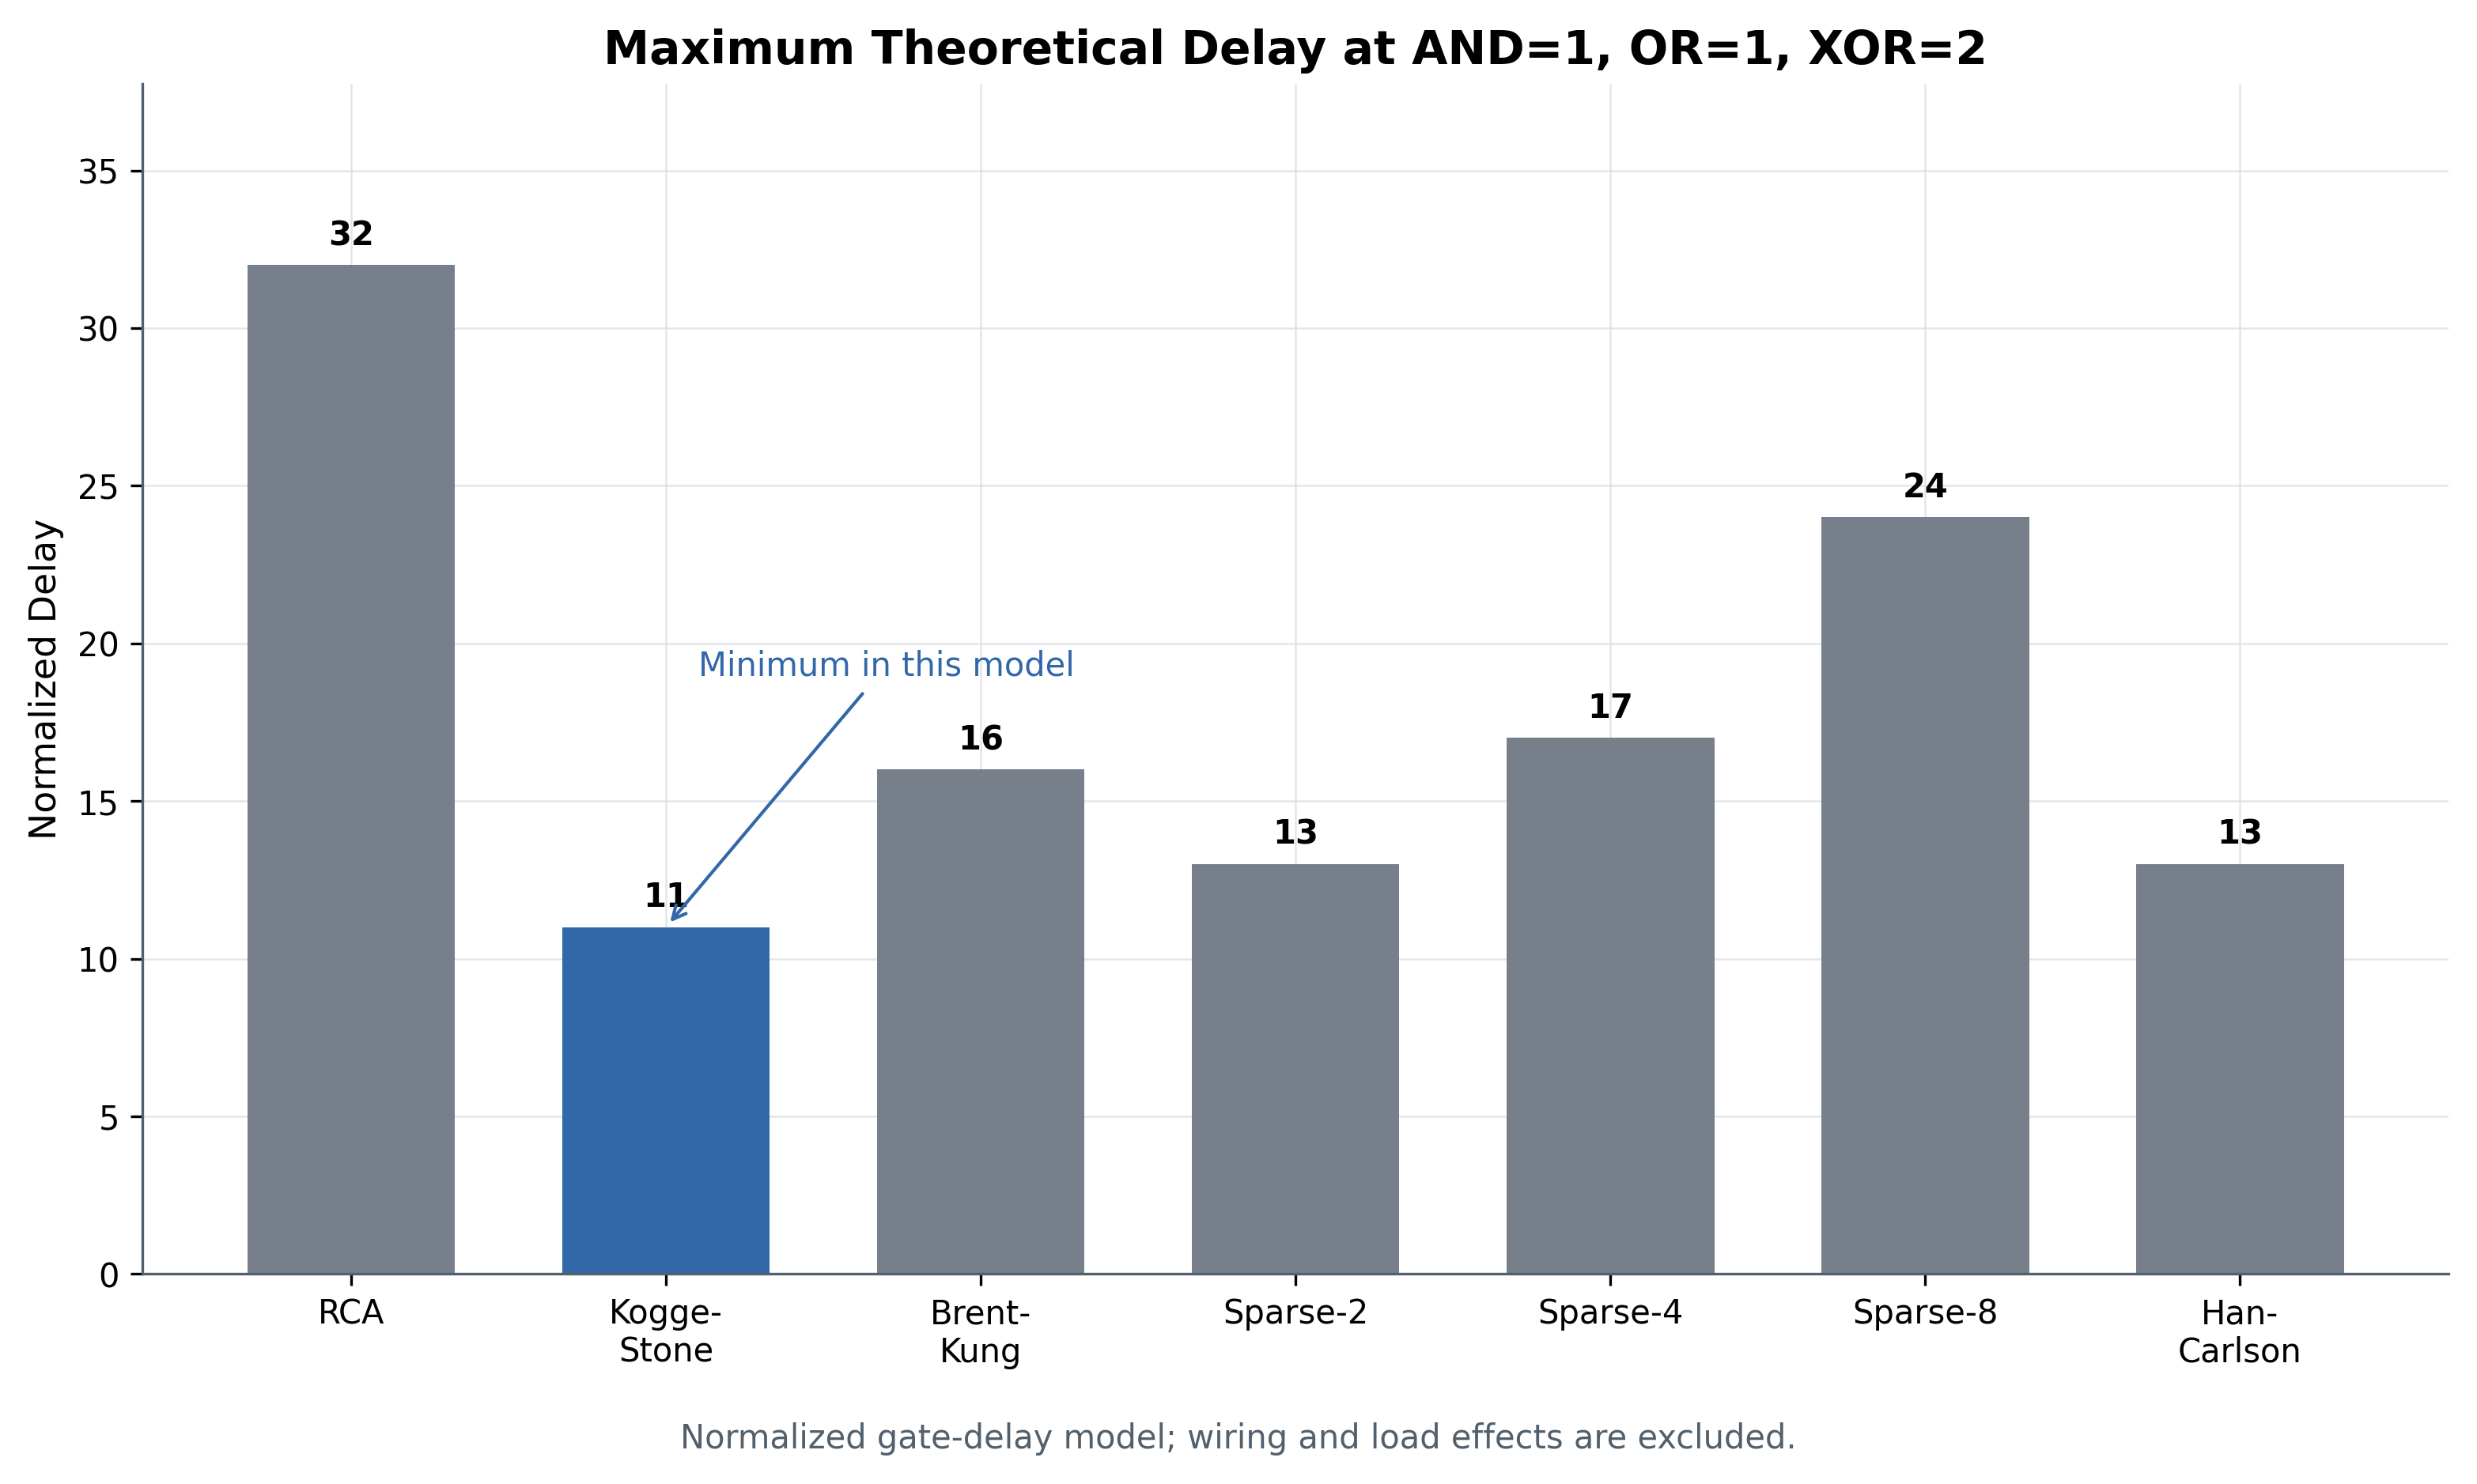 Maximum Theoretical Delay at AND=1, OR=1, XOR=2
Normalized Delay
35
30
25
20
15
10
5
0
32
11
16
13
17
24
13
Minimum in this model
RCA
Kogge-
Stone
Brent-
Kung
Sparse-2
Sparse-4
Sparse-8
Han-
Carlson
Normalized gate-delay model; wiring and load effects are excluded.